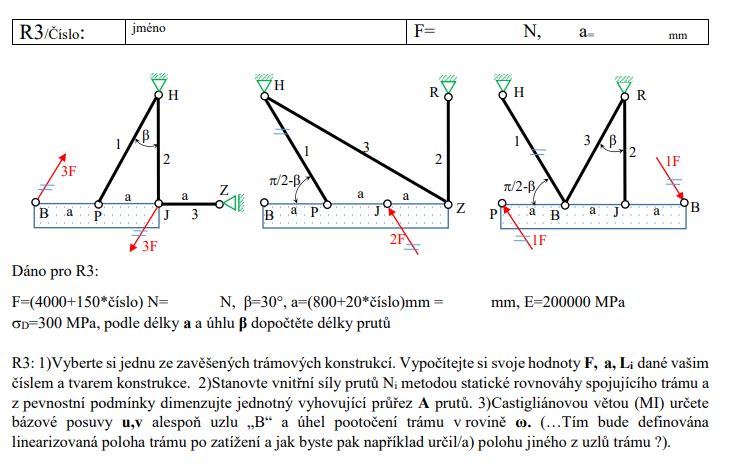 R3/Číslo: jméno F= N, a= mm
H H R H R
1 β 2 3F 1 3 2 π/2-β 1 3 β 2 1F π/2-β
B a P a J a 3 Z B a P a J a Z P a B a J a B
3F 2F 1F
Dáno pro R3:
F=(4000+150*číslo) N= N, β=30°, a=(800+20*číslo)mm = mm, E=200000 MPa
σD=300 MPa, podle délky a a úhlu β dopočtěte délky prutů
R3: 1)Vyberte si jednu ze zavěšených trámových konstrukcí. Vypočítejte si svoje hodnoty F, a, Li dané vašim
číslem a tvarem konstrukce. 2)Stanovte vnitřní síly prutů Ni metodou statické rovnováhy spojujícího trámu a
z pevnostní podmínky dimenzujte jednotný vyhovující průřez A prutů. 3)Castigliánovou větou (MI) určete
bázové posuvy u,v alespoň uzlu „B“ a úhel pootočení trámu v rovině ω. (…Tím bude definována
linearizovaná poloha trámu po zatížení a jak byste pak například určil/a) polohu jiného z uzlů trámu ?).